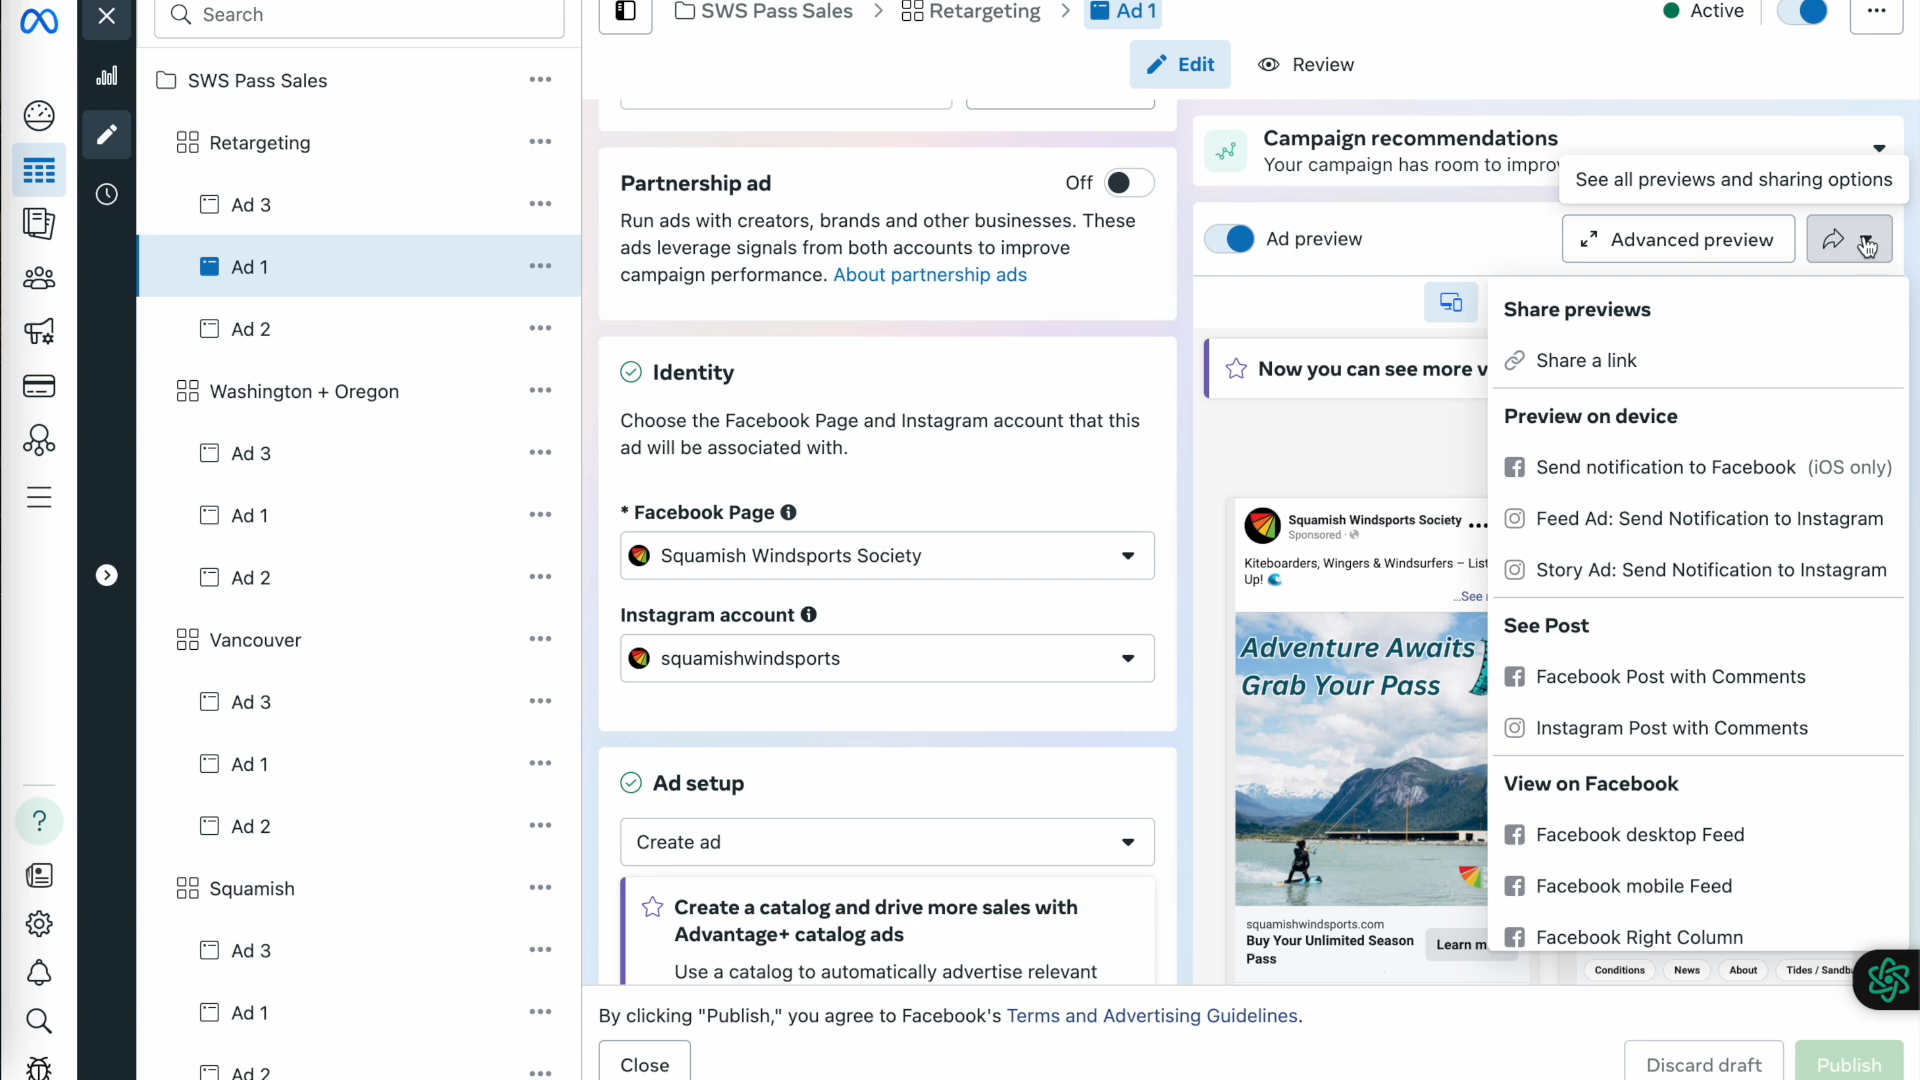 Search
SWS Pass Sales
Retargeting
Ad 3
Ad 1
Ad 2
Washington + Oregon
Ad 3
Ad 1
Ad 2
Vancouver
Ad 3
Ad 1
Ad 2
Squamish
Ad 3
Ad 1
Ad 2
SWS Pass Sales
Retargeting
Ad 1
Active
Edit
Review
Partnership ad
Off
Run ads with creators, brands and other businesses. These
ads leverage signals from both accounts to improve
campaign performance. About partnership ads
Identity
Choose the Facebook Page and Instagram account that this
ad will be associated with.
* Facebook Page
Squamish Windsports Society
Instagram account
squamishwindsports
Ad setup
Create ad
Create a catalog and drive more sales with
Advantage+ catalog ads
Use a catalog to automatically advertise relevant
Campaign recommendations
Your campaign has room to impro
See all previews and sharing options
Ad preview
Advanced preview
Now you can see more v
Squamish Windsports Society
Sponsored ·
Kiteboarders, Wingers & Windsurfers – List
Up!
...See
Adventure Awaits
Grab Your Pass
squamishwindsports.com
Buy Your Unlimited Season
Pass
Learn m
Share previews
Share a link
Preview on device
Send notification to Facebook (iOS only)
Feed Ad: Send Notification to Instagram
Story Ad: Send Notification to Instagram
See Post
Facebook Post with Comments
Instagram Post with Comments
View on Facebook
Facebook desktop Feed
Facebook mobile Feed
Facebook Right Column
Conditions
News
About
Tides / Sandba
By clicking "Publish," you agree to Facebook's Terms and Advertising Guidelines.
Close
Discard draft
Publish